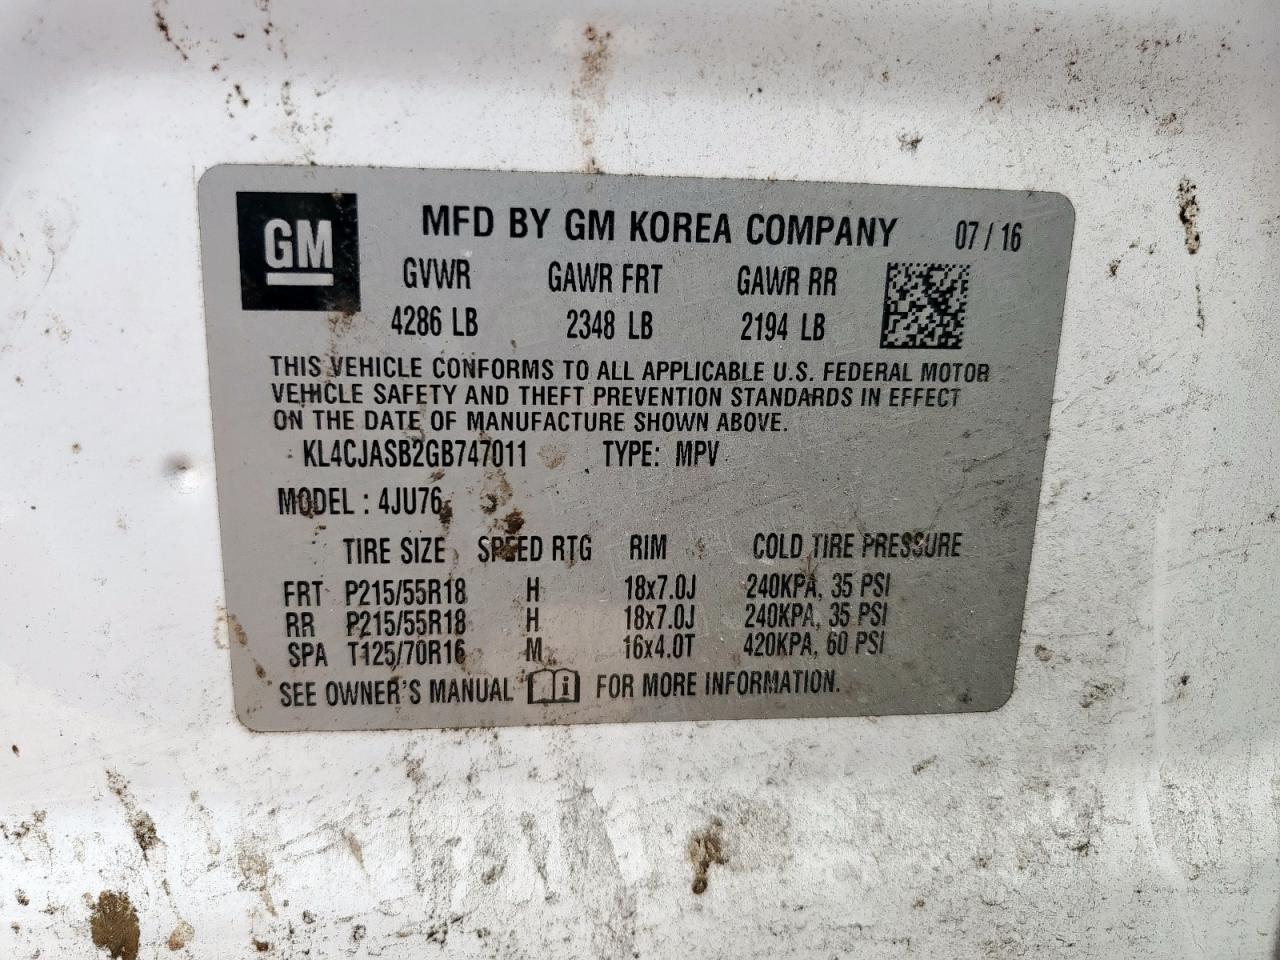 GM
MFD BY GM KOREA COMPANY 07 / 16
GVWR GAWR FRT GAWR RR
4286 LB 2348 LB 2194 LB
THIS VEHICLE CONFORMS TO ALL APPLICABLE U.S. FEDERAL MOTOR
VEHICLE SAFETY AND THEFT PREVENTION STANDARDS IN EFFECT
ON THE DATE OF MANUFACTURE SHOWN ABOVE.
KL4CJASB2GB747011 TYPE: MPV
MODEL : 4JU76
TIRE SIZE SPEED RTG RIM COLD TIRE PRESSURE
FRT P215/55R18 H 18x7.0J 240KPA, 35 PSI
RR P215/55R18 H 18x7.0J 240KPA, 35 PSI
SPA T125/70R16 M 16x4.0T 420KPA, 60 PSI
SEE OWNER'S MANUAL i FOR MORE INFORMATION.